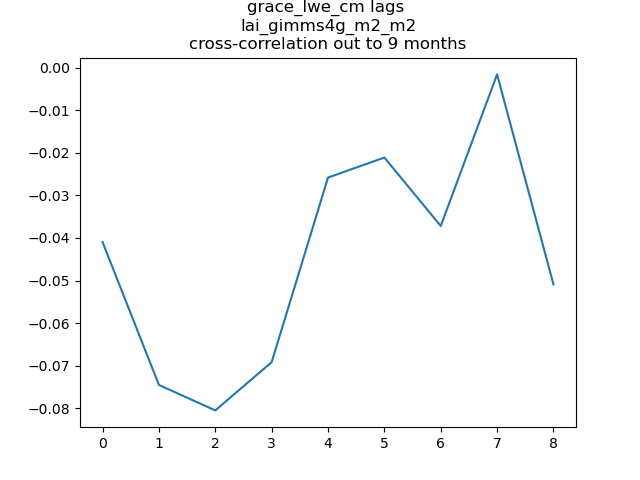 grace_lwe_cm lags
lai_gimms4g_m2_m2
cross-correlation out to 9 months
0.00
−0.01
−0.02
−0.03
−0.04
−0.05
−0.06
−0.07
−0.08
0 1 2 3 4 5 6 7 8